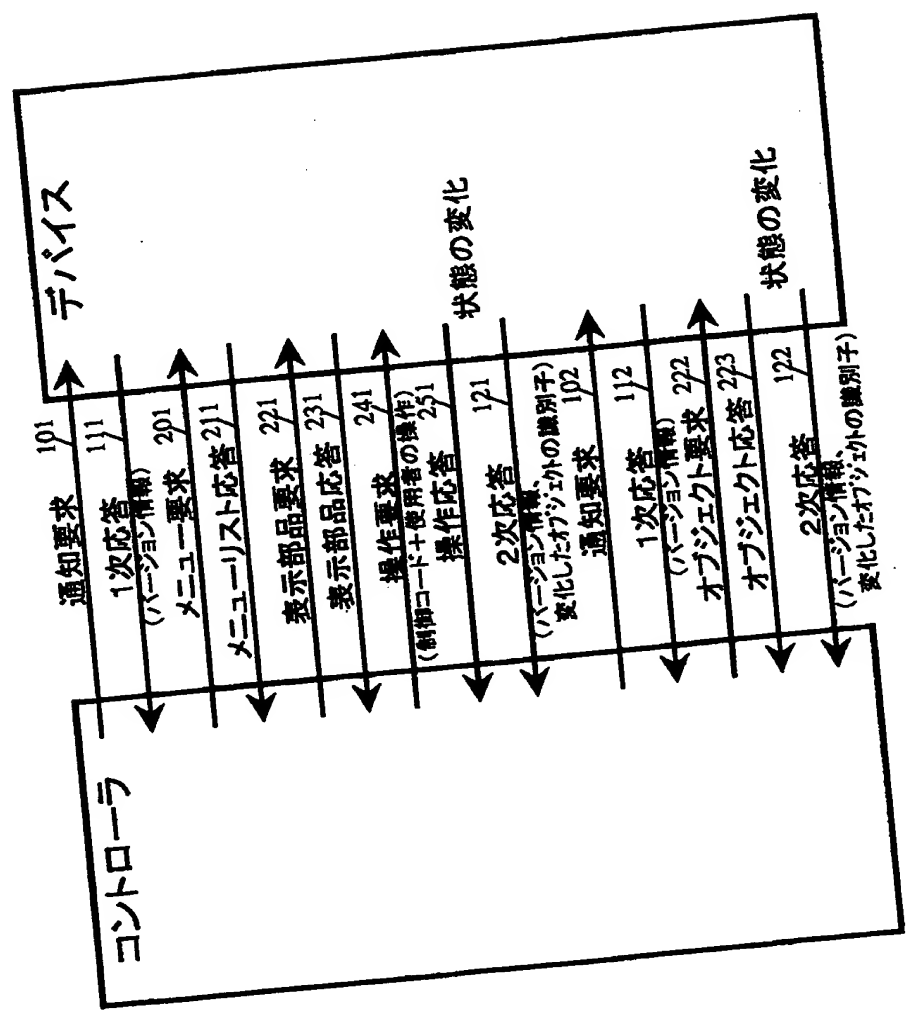 コントローラ
デバイス
通知要求 101
1次応答 111
(バージョン情報)
メニュー要求 201
メニューリスト応答 211
表示部品要求 221
表示部品応答 231
操作要求 241
(制御コード+使用者の操作)
操作応答 251
状態の変化
2次応答 121
(バージョン情報、
変化したオブジェクトの識別子)
通知要求 102
1次応答 112
(バージョン情報)
オブジェクト要求 222
オブジェクト応答 223
状態の変化
2次応答 122
(バージョン情報、
変化したオブジェクトの識別子)